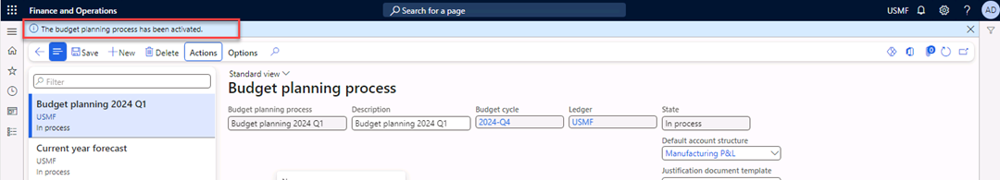 Finance and Operations
Search for a page
USMF
AD
The budget planning process has been activated.
Save
New
Delete
Actions
Options
0
Filter
Budget planning 2024 Q1
USMF
In process
Current year forecast
USMF
In process
Standard view
Budget planning process
Budget planning process
Budget planning 2024 Q1
Description
Budget planning 2024 Q1
Budget cycle
2024-Q4
Ledger
USMF
State
In process
Default account structure
Manufacturing P&L
Justification document template